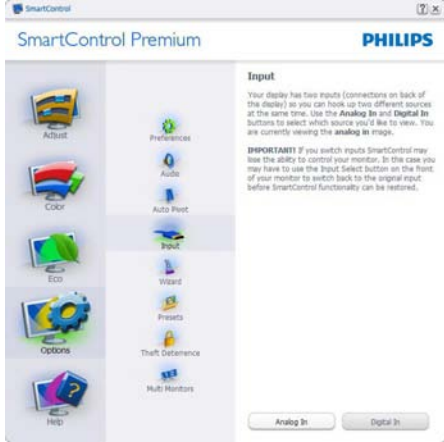 SmartControl
SmartControl Premium
PHILIPS
Adjust
Color
Eco
Options
Help
Preferences
Audio
Auto Pivot
Input
Wizard
Presets
Theft Deterrence
Multi Monitors
Input
Your display has two inputs (connections on back of
the display) so you can hook up two different sources
at the same time. Use the Analog In and Digital In
buttons to select which source you'd like to view. You
are currently viewing the analog in image.
IMPORTANT! If you switch inputs SmartControl may
lose the ability to control your monitor. In the case you
may have to use the Input Select button on the front
of your monitor to switch back to the original input
before SmartControl functionality can be restored.
Analog In
Digital In